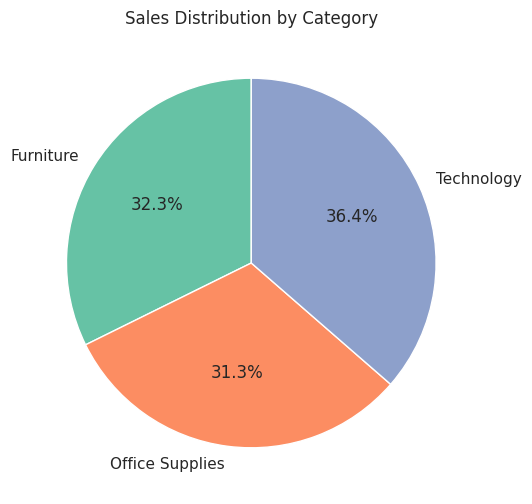 Sales Distribution by Category
Furniture
Technology
32.3%
36.4%
31.3%
Office Supplies